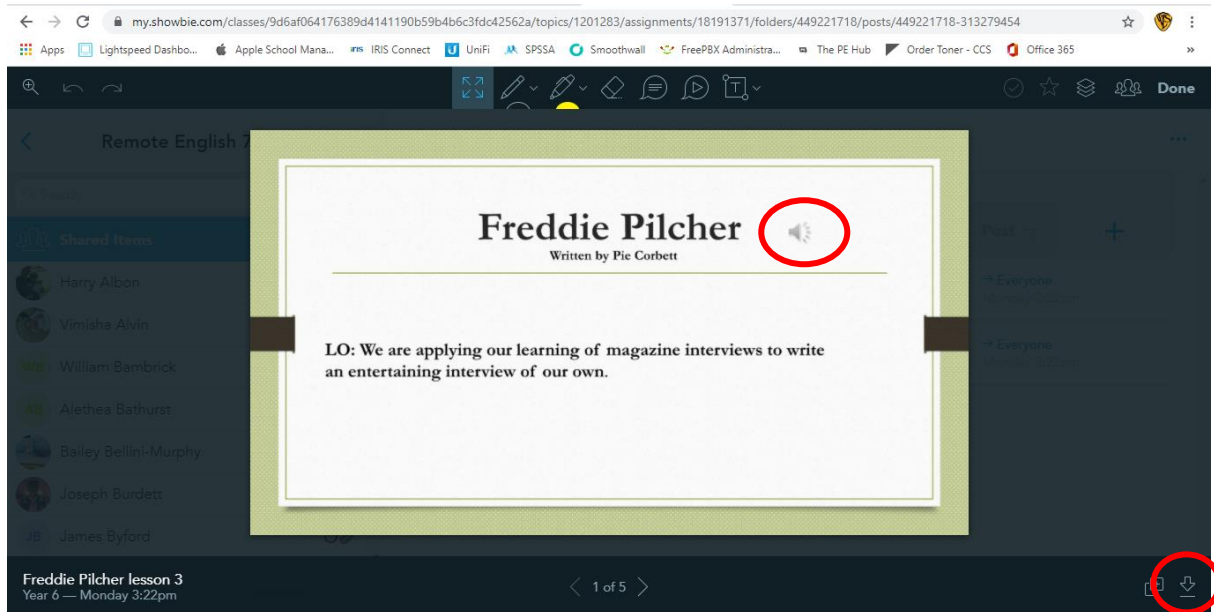 my.showbie.com/classes/9d6af064176389d4141190b59b4b6c3fdc42562a/topics/1201283/assignments/18191371/folders/449221718/posts/449221718-313279454
Apps Lightspeed Dashbo... Apple School Mana... IRIS IRIS Connect UniFi SPSSA Smoothwall FreePBX Administra... The PE Hub Order Toner - CCS Office 365 »
Done
Remote English 7
Freddie Pilcher
Written by Pie Corbett
Shared Items
Post
Everyone
Harry Albon
Vimisha Alvin
Everyone
LO: We are applying our learning of magazine interviews to write
an entertaining interview of our own.
William Bambrick
AB Alethea Bathurst
Bailey Bellini-Murphy
Joseph Burdett
JB James Byford
Freddie Pilcher lesson 3
Year 6 — Monday 3:22pm
1 of 5